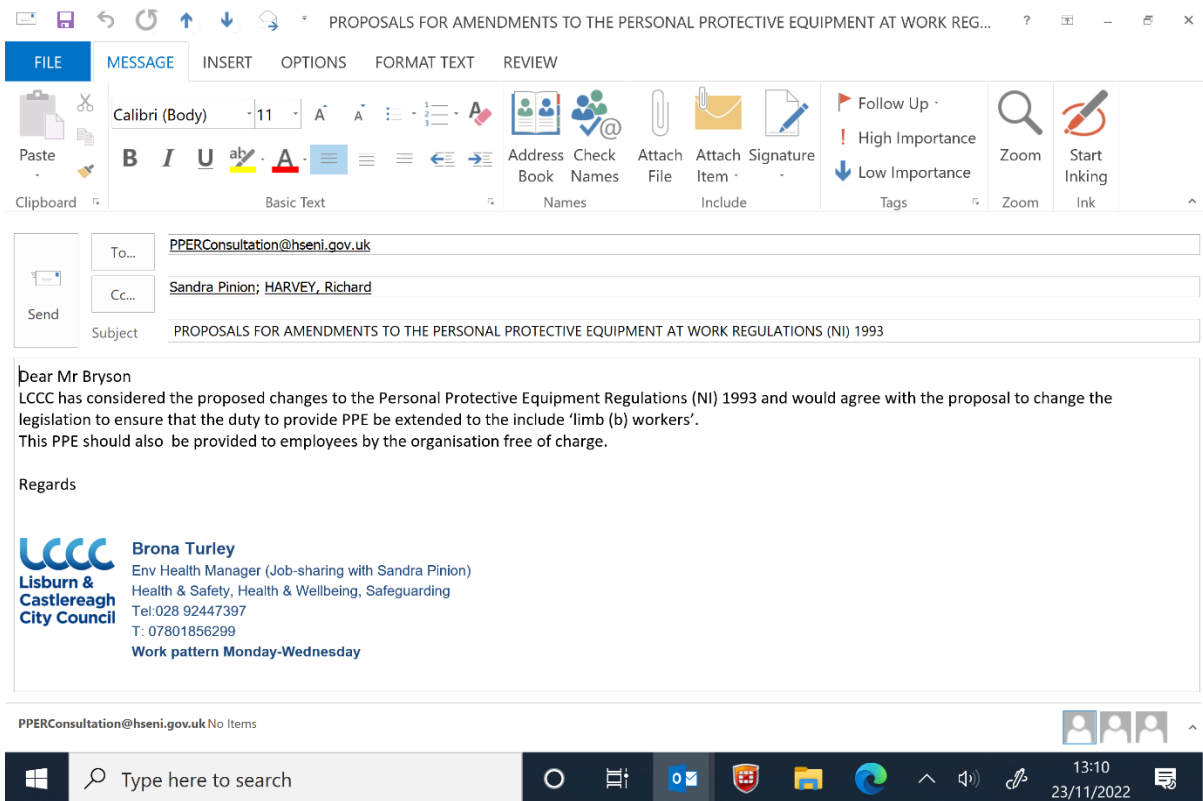 PROPOSALS FOR AMENDMENTS TO THE PERSONAL PROTECTIVE EQUIPMENT AT WORK REG... ?
FILE MESSAGE INSERT OPTIONS FORMAT TEXT REVIEW
Calibri (Body) 11 A A
Follow Up
High Importance
Low Importance
B I U ab A
Paste
Address Book
Check Names
Attach File
Attach Item
Signature
Zoom
Start Inking
Clipboard Basic Text Names Include Tags Zoom Ink
To... PPERConsultation@hseni.gov.uk
Cc... Sandra Pinion; HARVEY, Richard
Send
Subject PROPOSALS FOR AMENDMENTS TO THE PERSONAL PROTECTIVE EQUIPMENT AT WORK REGULATIONS (NI) 1993
Dear Mr Bryson
LCCC has considered the proposed changes to the Personal Protective Equipment Regulations (NI) 1993 and would agree with the proposal to change the
legislation to ensure that the duty to provide PPE be extended to the include ‘limb (b) workers’.
This PPE should also  be provided to employees by the organisation free of charge.
Regards
LCCC
Lisburn &
Castlereagh
City Council
Brona Turley
Env Health Manager (Job-sharing with Sandra Pinion)
Health & Safety, Health & Wellbeing, Safeguarding
Tel:028 92447397
T: 07801856299
Work pattern Monday-Wednesday
PPERConsultation@hseni.gov.uk No Items
Type here to search
13:10
23/11/2022